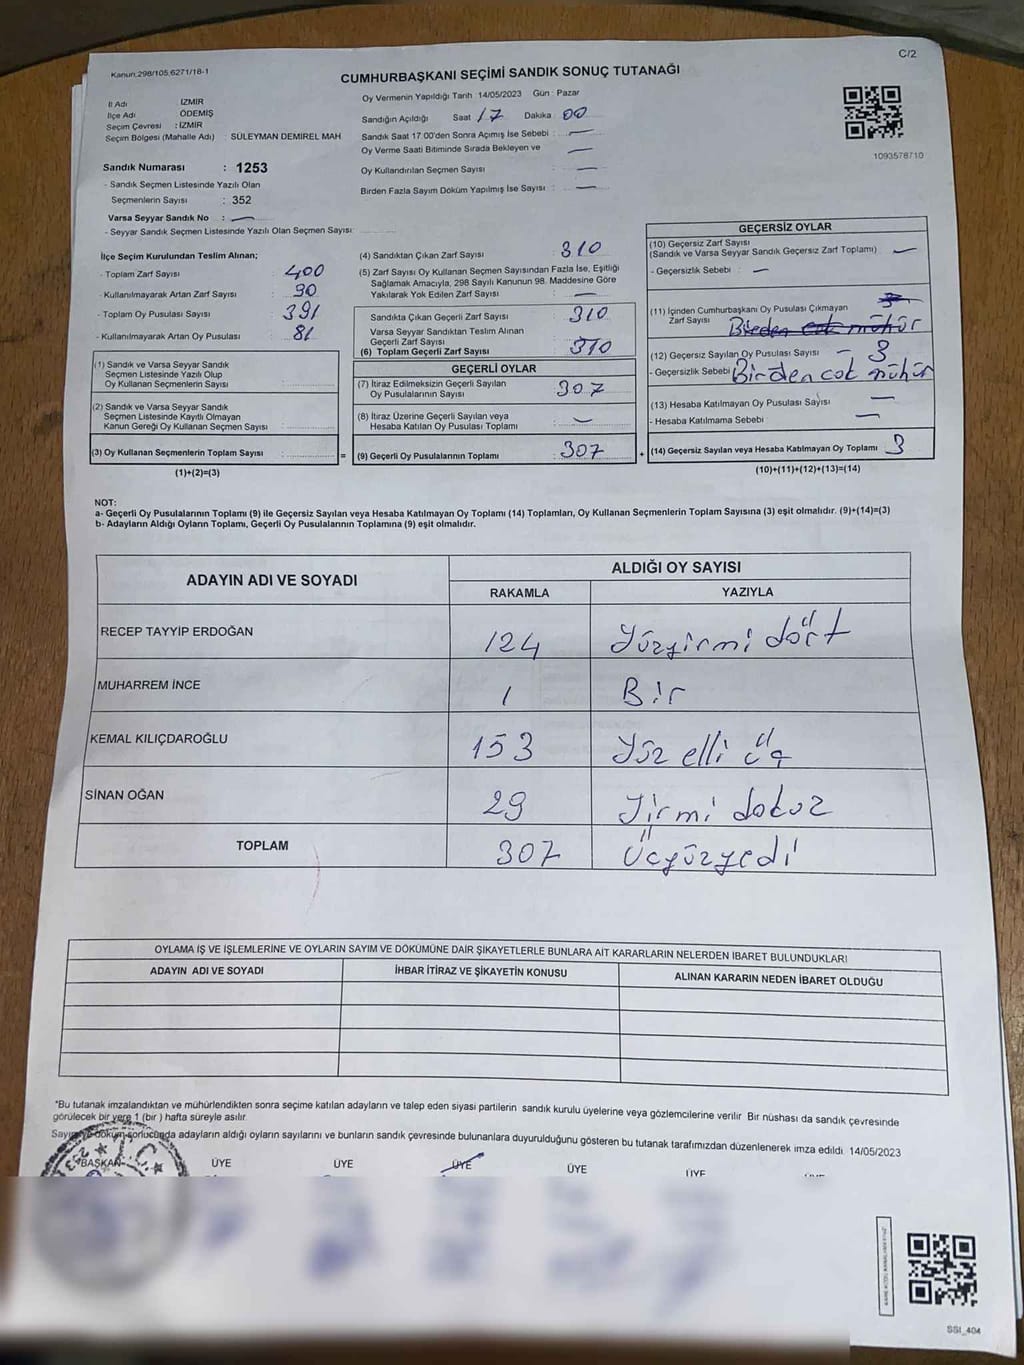 C/2
Kanun:298/105,6271/18-1
CUMHURBAŞKANI SEÇİMİ SANDIK SONUÇ TUTANAĞI
İl Adı İZMİR
İlçe Adı ÖDEMİŞ
Seçim Çevresi : İZMİR
Seçim Bölgesi (Mahalle Adı) : SÜLEYMAN DEMİREL MAH
Sandık Numarası : 1253
- Sandık Seçmen Listesinde Yazılı Olan
Seçmenlerin Sayısı : 352
Varsa Seyyar Sandık No : —
- Seyyar Sandık Seçmen Listesinde Yazılı Olan Seçmen Sayısı:
Oy Vermenin Yapıldığı Tarih : 14/05/2023 Gün : Pazar
Sandığın Açıldığı Saat 17 Dakika : 00
Sandık Saat 17.00'den Sonra Açımış İse Sebebi : —
Oy Verme Saati Bitiminde Sırada Bekleyen ve —
Oy Kullandırılan Seçmen Sayısı : —
Birden Fazla Sayım Döküm Yapılmış İse Sayısı : —
1093578710
İlçe Seçim Kurulundan Teslim Alınan;
- Toplam Zarf Sayısı : 400
- Kullanılmayarak Artan Zarf Sayısı : 90
- Toplam Oy Pusulası Sayısı : 391
- Kullanılmayarak Artan Oy Pusulası : 81
(1) Sandık ve Varsa Seyyar Sandık
Seçmen Listesinde Yazılı Olup
Oy Kullanan Seçmenlerin Sayısı :
(2) Sandık ve Varsa Seyyar Sandık
Seçmen Listesinde Kayıtlı Olmayan
Kanun Gereği Oy Kullanan Seçmen Sayısı :
(3) Oy Kullanan Seçmenlerin Toplam Sayısı : =
(1)+(2)=(3)
(4) Sandıktan Çıkan Zarf Sayısı : 310
(5) Zarf Sayısı Oy Kullanan Seçmen Sayısından Fazla İse, Eşitliği
Sağlamak Amacıyla, 298 Sayılı Kanunun 98. Maddesine Göre
Yakılarak Yok Edilen Zarf Sayısı : —
Sandıkta Çıkan Geçerli Zarf Sayısı : 310
Varsa Seyyar Sandıktan Teslim Alınan
Geçerli Zarf Sayısı :
(6) Toplam Geçerli Zarf Sayısı : 310
GEÇERLİ OYLAR
(7) İtiraz Edilmeksizin Geçerli Sayılan
Oy Pusulalarının Sayısı : 307
(8) İtiraz Üzerine Geçerli Sayılan veya
Hesaba Katılan Oy Pusulası Toplamı : —
(9) Geçerli Oy Pusulalarının Toplamı : 307 +
GEÇERSİZ OYLAR
(10) Geçersiz Zarf Sayısı
(Sandık ve Varsa Seyyar Sandık Geçersiz Zarf Toplamı) : —
- Geçersizlik Sebebi : —
(11) İçinden Cumhurbaşkanı Oy Pusulası Çıkmayan
Zarf Sayısı
(12) Geçersiz Sayılan Oy Pusulası Sayısı : — 3
- Geçersizlik Sebebi : Birden çok mühür
(13) Hesaba Katılmayan Oy Pusulası Sayısı : —
- Hesaba Katılmama Sebebi : —
(14) Geçersiz Sayılan veya Hesaba Katılmayan Oy Toplamı : 3
(10)+(11)+(12)+(13)=(14)
NOT:
a- Geçerli Oy Pusulalarının Toplamı (9) ile Geçersiz Sayılan veya Hesaba Katılmayan Oy Toplamı (14) Toplamları, Oy Kullanan Seçmenlerin Toplam Sayısına (3) eşit olmalıdır. (9)+(14)=(3)
b- Adayların Aldığı Oyların Toplamı, Geçerli Oy Pusulalarının Toplamına (9) eşit olmalıdır.
ADAYIN ADI VE SOYADI ALDIĞI OY SAYISI
RAKAMLA YAZIYLA
RECEP TAYYİP ERDOĞAN 124 Yüzyirmi dört
MUHARREM İNCE 1 Bir
KEMAL KILIÇDAROĞLU 153 Yüz elli üç
SİNAN OĞAN 29 Yirmi dokuz
TOPLAM 307 Üçyüzyedi
OYLAMA İŞ VE İŞLEMLERİNE VE OYLARIN SAYIM VE DÖKÜMÜNE DAİR ŞİKAYETLERLE BUNLARA AİT KARARLARIN NELERDEN İBARET BULUNDUKLARI
ADAYIN ADI VE SOYADI İHBAR İTİRAZ VE ŞİKAYETİN KONUSU ALINAN KARARIN NEDEN İBARET OLDUĞU
*Bu tutanak imzalandıktan ve mühürlendikten sonra seçime katılan adayların ve talep eden siyasi partilerin sandık kurulu üyelerine veya gözlemcilerine verilir Bir nüshası da sandık çevresinde
görülecek bir yere 1 (bir ) hafta süreyle asılır.
Sayım ve döküm sonucunda adayların aldığı oyların sayılarını ve bunların sandık çevresinde bulunanlara duyurulduğunu gösteren bu tutanak tarafımızdan düzenlenerek imza edildi. 14/05/2023
BAŞKAN ÜYE ÜYE ÜYE ÜYE ÜYE
T.C.
SSI_404